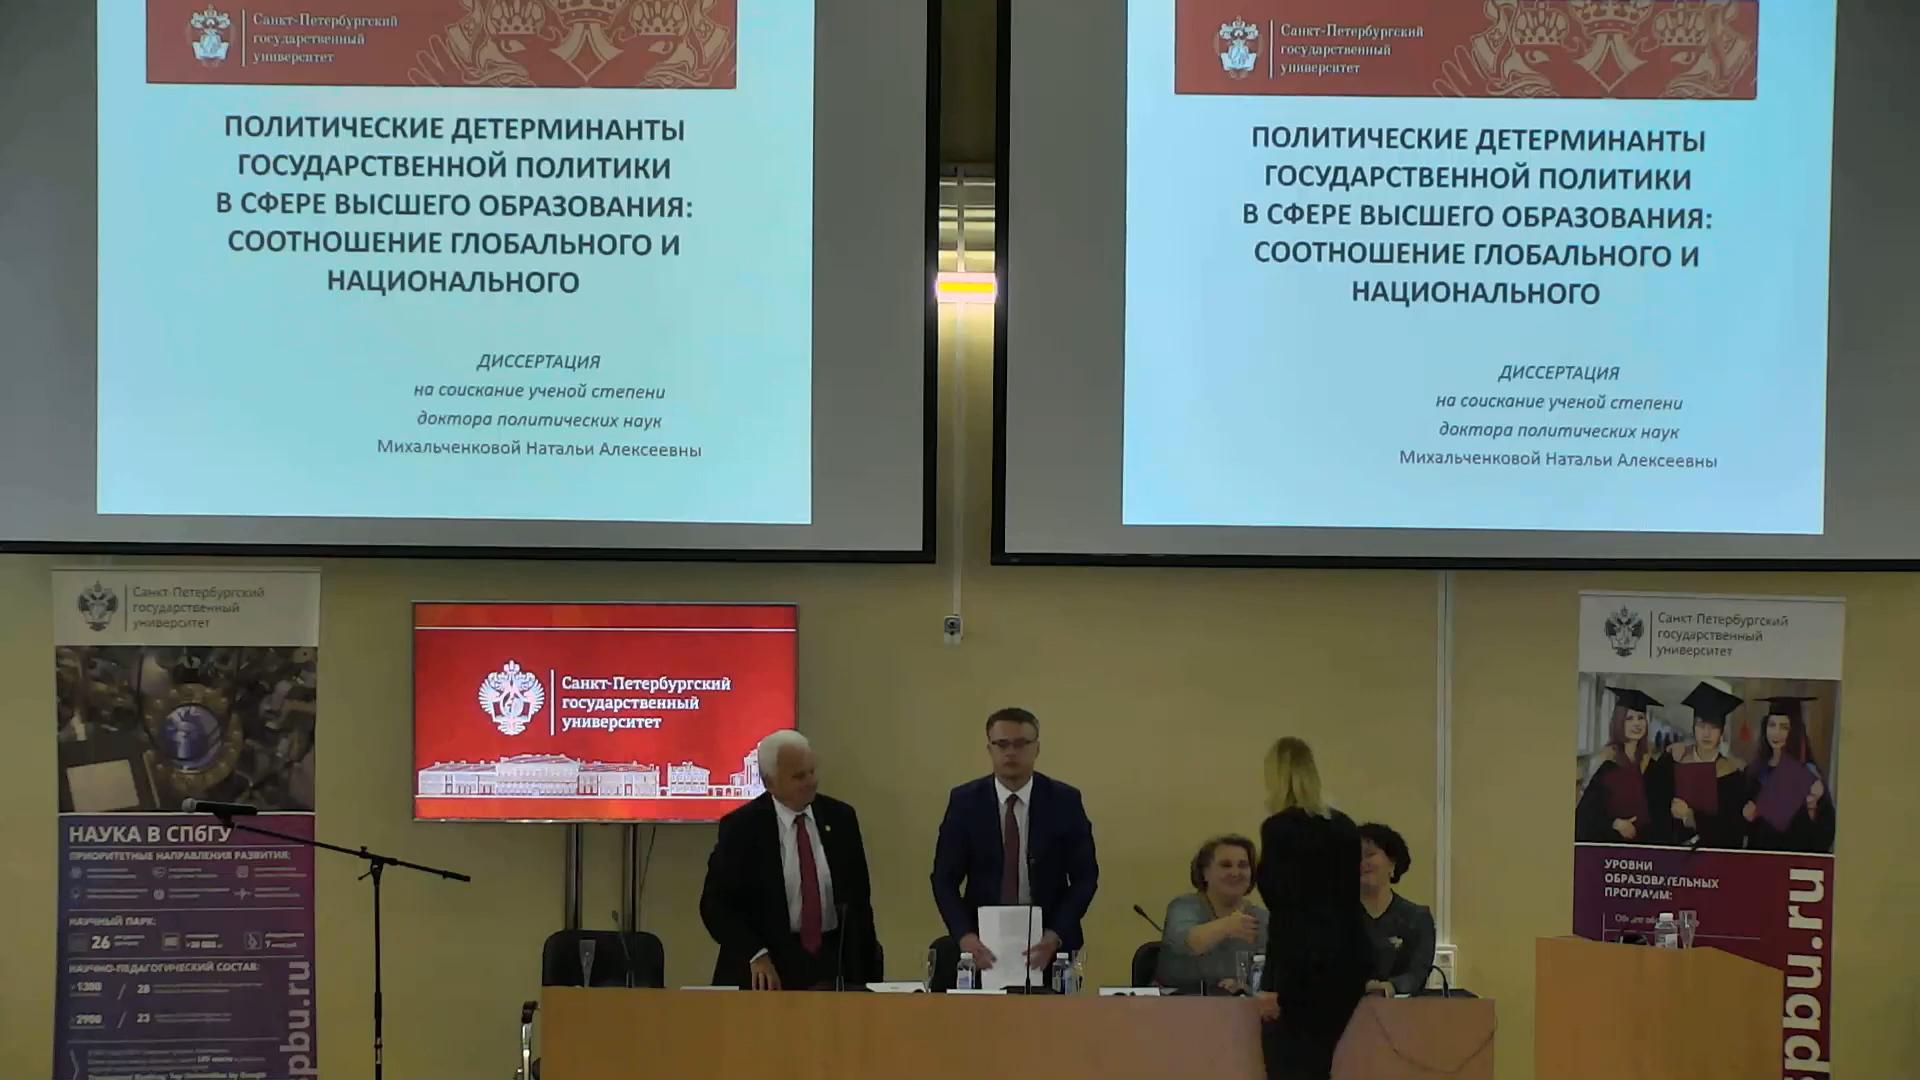 Санкт-Петербургский
государственный
университет
ПОЛИТИЧЕСКИЕ ДЕТЕРМИНАНТЫ
ГОСУДАРСТВЕННОЙ ПОЛИТИКИ
В СФЕРЕ ВЫСШЕГО ОБРАЗОВАНИЯ:
СООТНОШЕНИЕ ГЛОБАЛЬНОГО И
НАЦИОНАЛЬНОГО
ДИССЕРТАЦИЯ
на соискание ученой степени
доктора политических наук
Михальченковой Натальи Алексеевны
Санкт-Петербургский
государственный
университет
ПОЛИТИЧЕСКИЕ ДЕТЕРМИНАНТЫ
ГОСУДАРСТВЕННОЙ ПОЛИТИКИ
В СФЕРЕ ВЫСШЕГО ОБРАЗОВАНИЯ:
СООТНОШЕНИЕ ГЛОБАЛЬНОГО И
НАЦИОНАЛЬНОГО
ДИССЕРТАЦИЯ
на соискание ученой степени
доктора политических наук
Михальченковой Натальи Алексеевны
Санкт-Петербургский
государственный
университет
НАУКА В СПбГУ
ПРИОРИТЕТНЫЕ НАПРАВЛЕНИЯ РАЗВИТИЯ:
НАУЧНЫЙ ПАРК:
26
НАУЧНО-ПЕДАГОГИЧЕСКИЙ СОСТАВ:
1300 / 28
2900 / 23
spbu.ru
Санкт-Петербургский
государственный
университет
Санкт-Петербургский
государственный
университет
УРОВНИ
ОБРАЗОВАТЕЛЬНЫХ
ПРОГРАММ:
spbu.ru